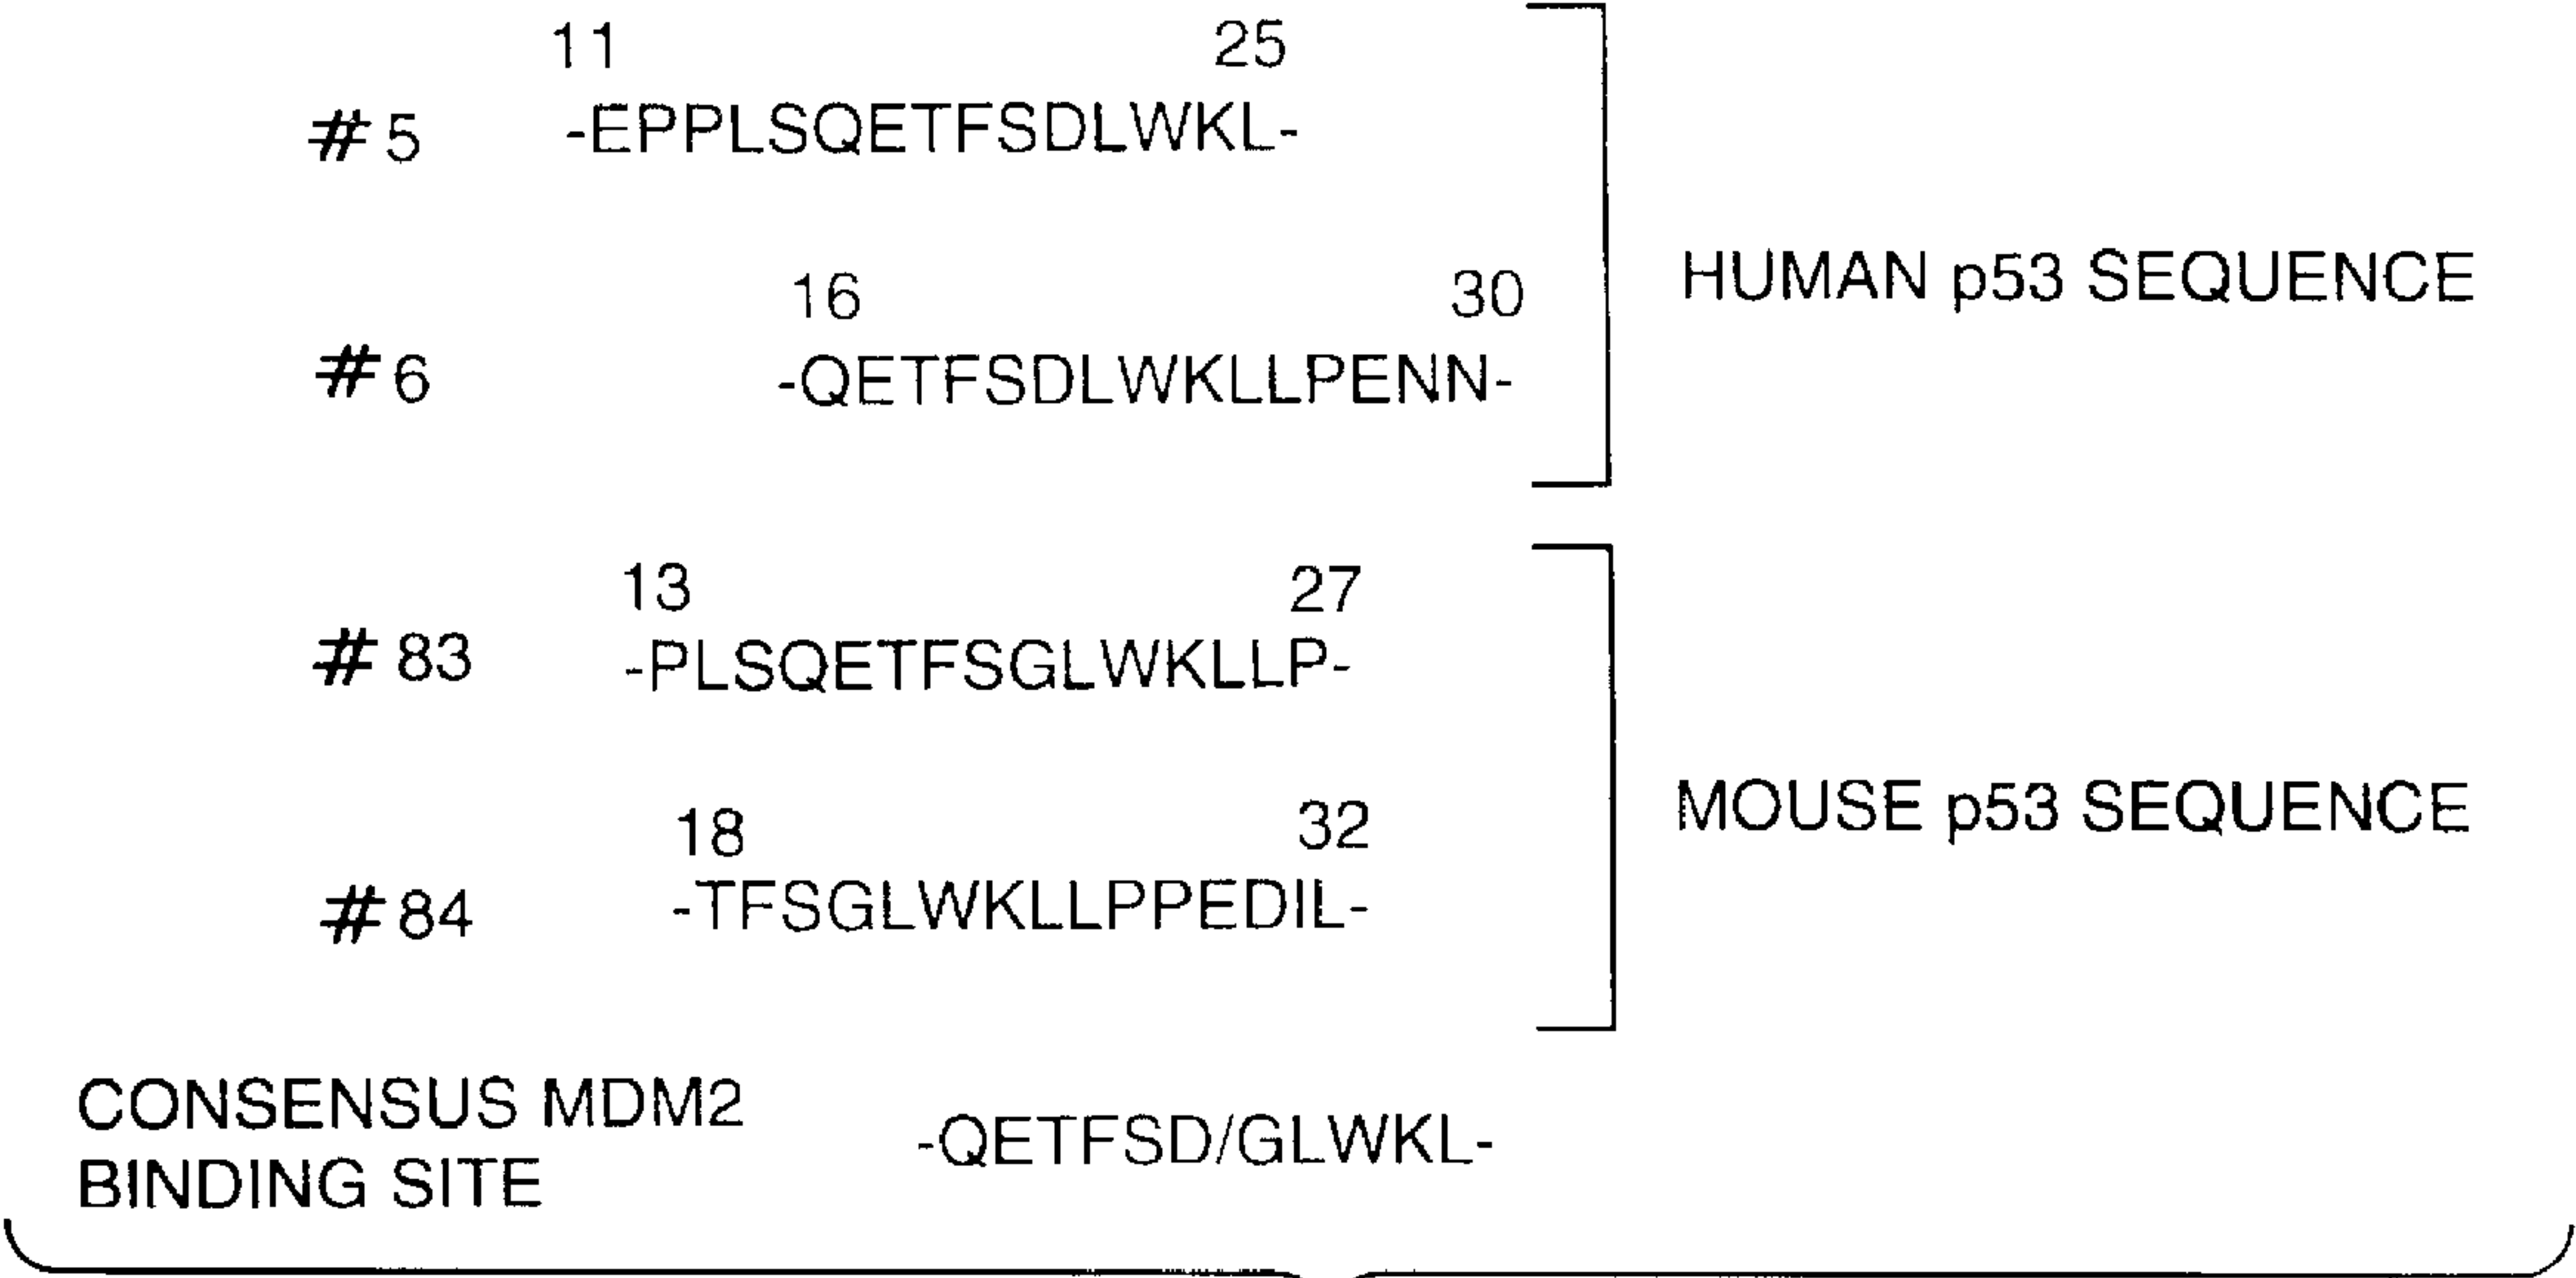 11 25
#5 -EPPLSQETFSDLWKL-
16 30
HUMAN p53 SEQUENCE
#6 -QETFSDLWKLLPENN-
13 27
#83 -PLSQETFSGLWKLLP-
MOUSE p53 SEQUENCE
18 32
#84 -TFSGLWKLLPPEDIL-
CONSENSUS MDM2
BINDING SITE
-QETFSD/GLWKL-